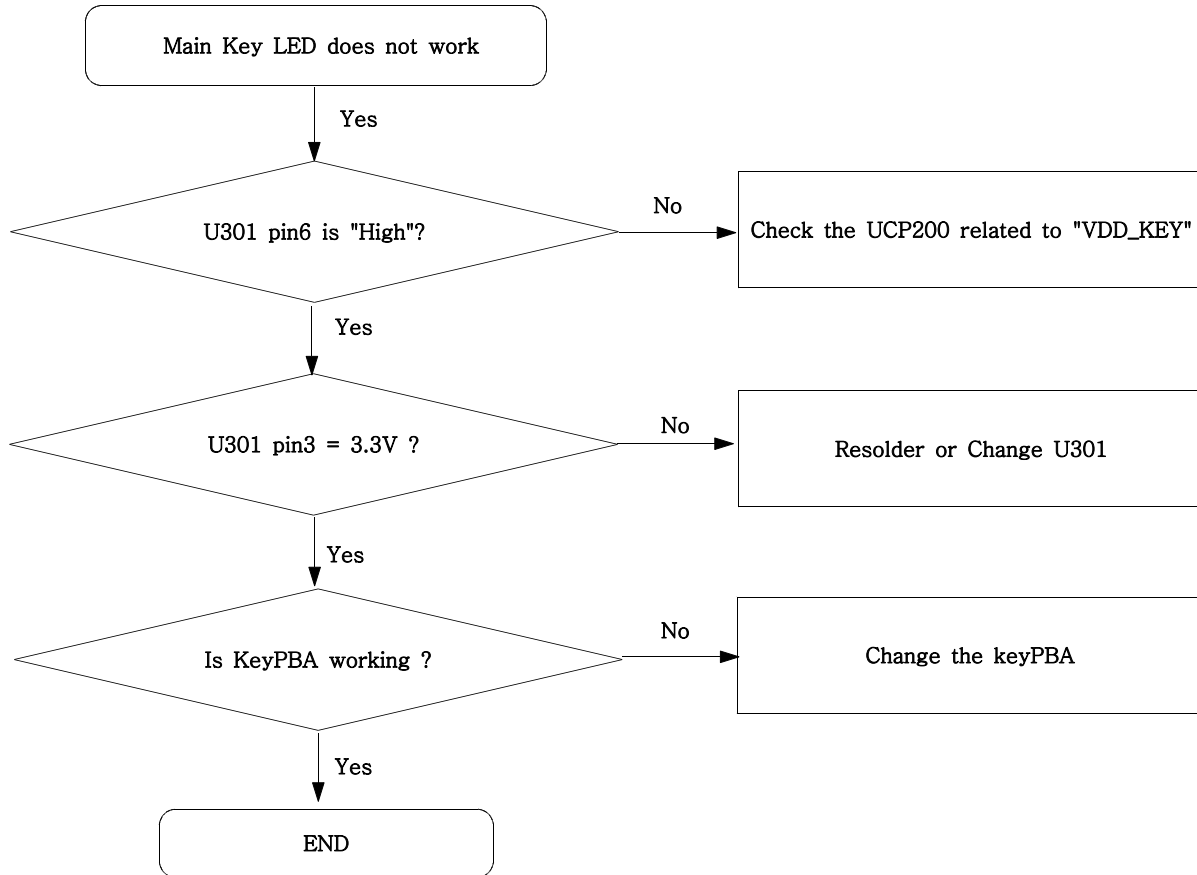 Main Key LED does not work
Yes
U301 pin6 is "High"?
No
Check the UCP200 related to "VDD_KEY"
Yes
U301 pin3 = 3.3V ?
No
Resolder or Change U301
Yes
Is KeyPBA working ?
No
Change the keyPBA
Yes
END